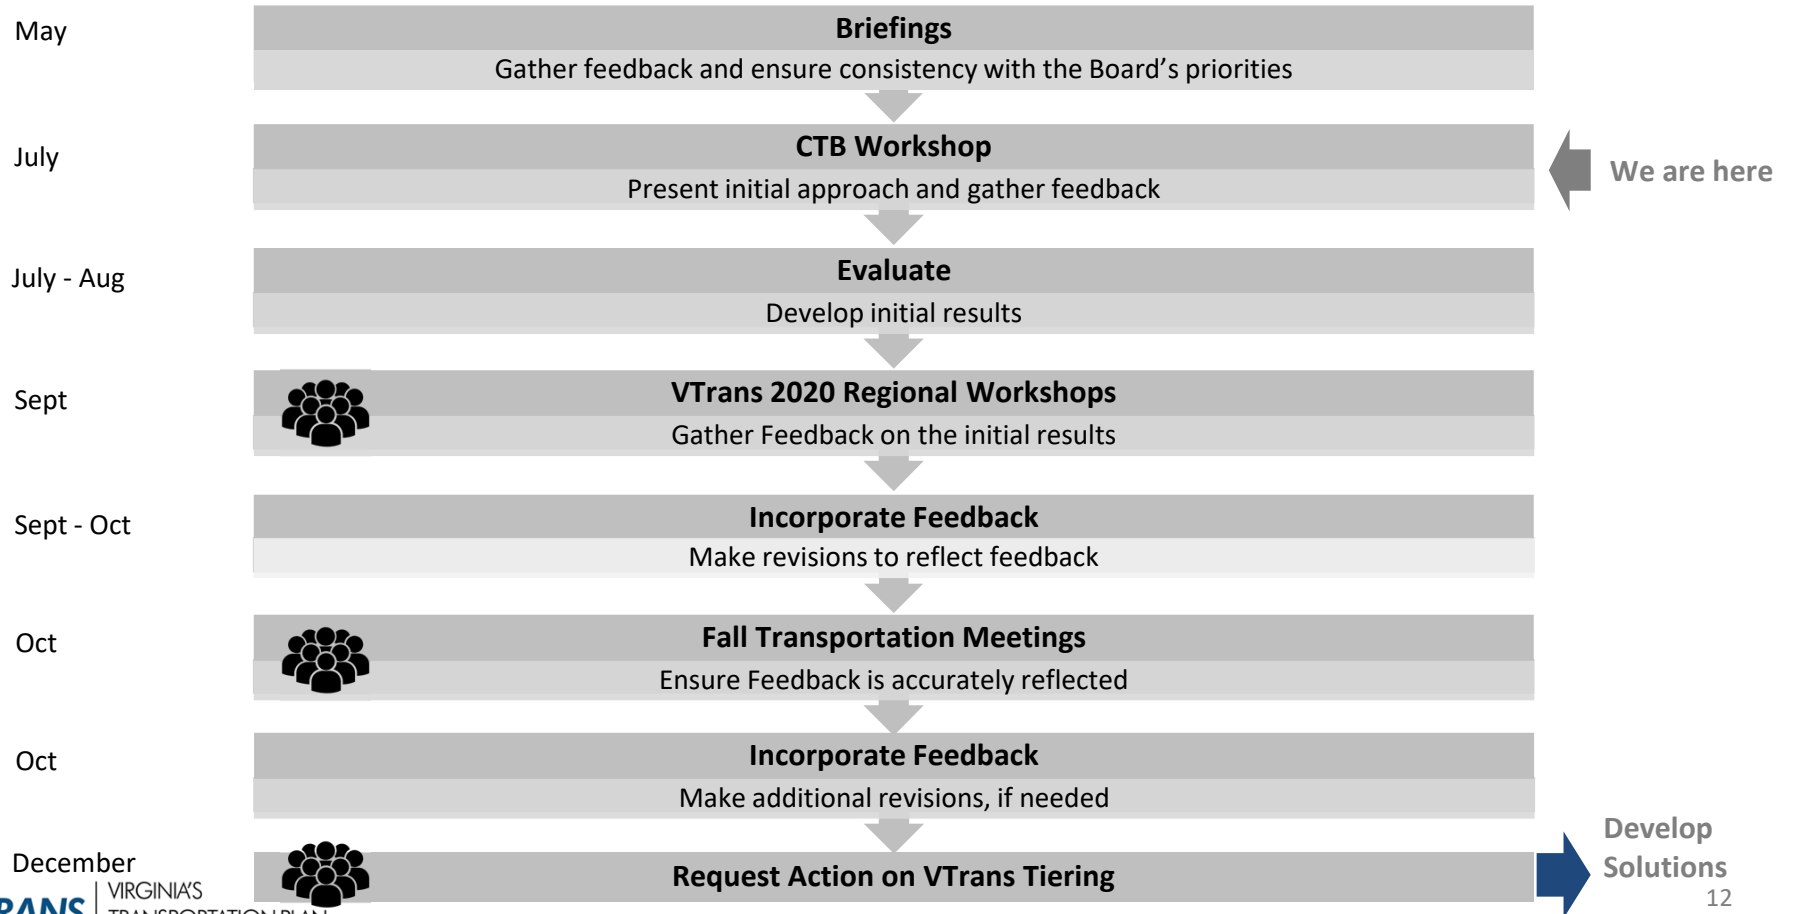 May
Briefings
Gather feedback and ensure consistency with the Board's priorities
July
CTB Workshop
Present initial approach and gather feedback
We are here
July - Aug
Evaluate
Develop initial results
Sept
VTrans 2020 Regional Workshops
Gather Feedback on the initial results
Sept - Oct
Incorporate Feedback
Make revisions to reflect feedback
Oct
Fall Transportation Meetings
Ensure Feedback is accurately reflected
Oct
Incorporate Feedback
Make additional revisions, if needed
December
Request Action on VTrans Tiering
Develop
Solutions
RANS
VIRGINIA'S
TRANSPORTATION PLAN
12